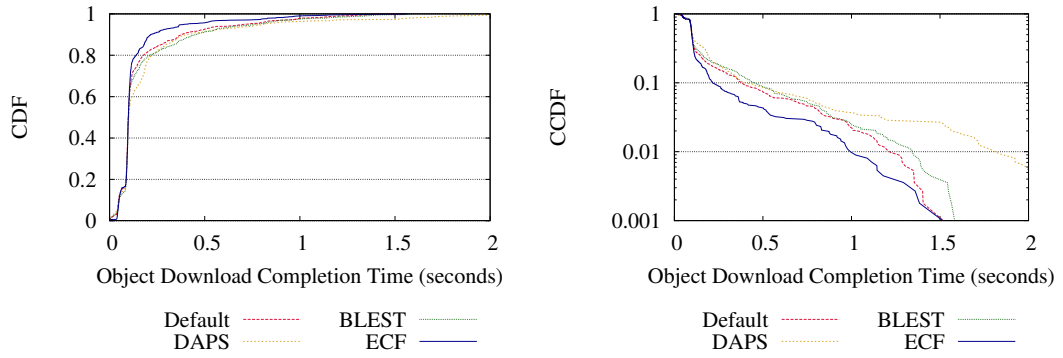 1
0.8
0.6
0.4
0.2
0
CDF
0 0.5 1 1.5 2
Object Download Completion Time (seconds)
Default BLEST
DAPS ECF
1
0.1
0.01
0.001
CCDF
0 0.5 1 1.5 2
Object Download Completion Time (seconds)
Default BLEST
DAPS ECF